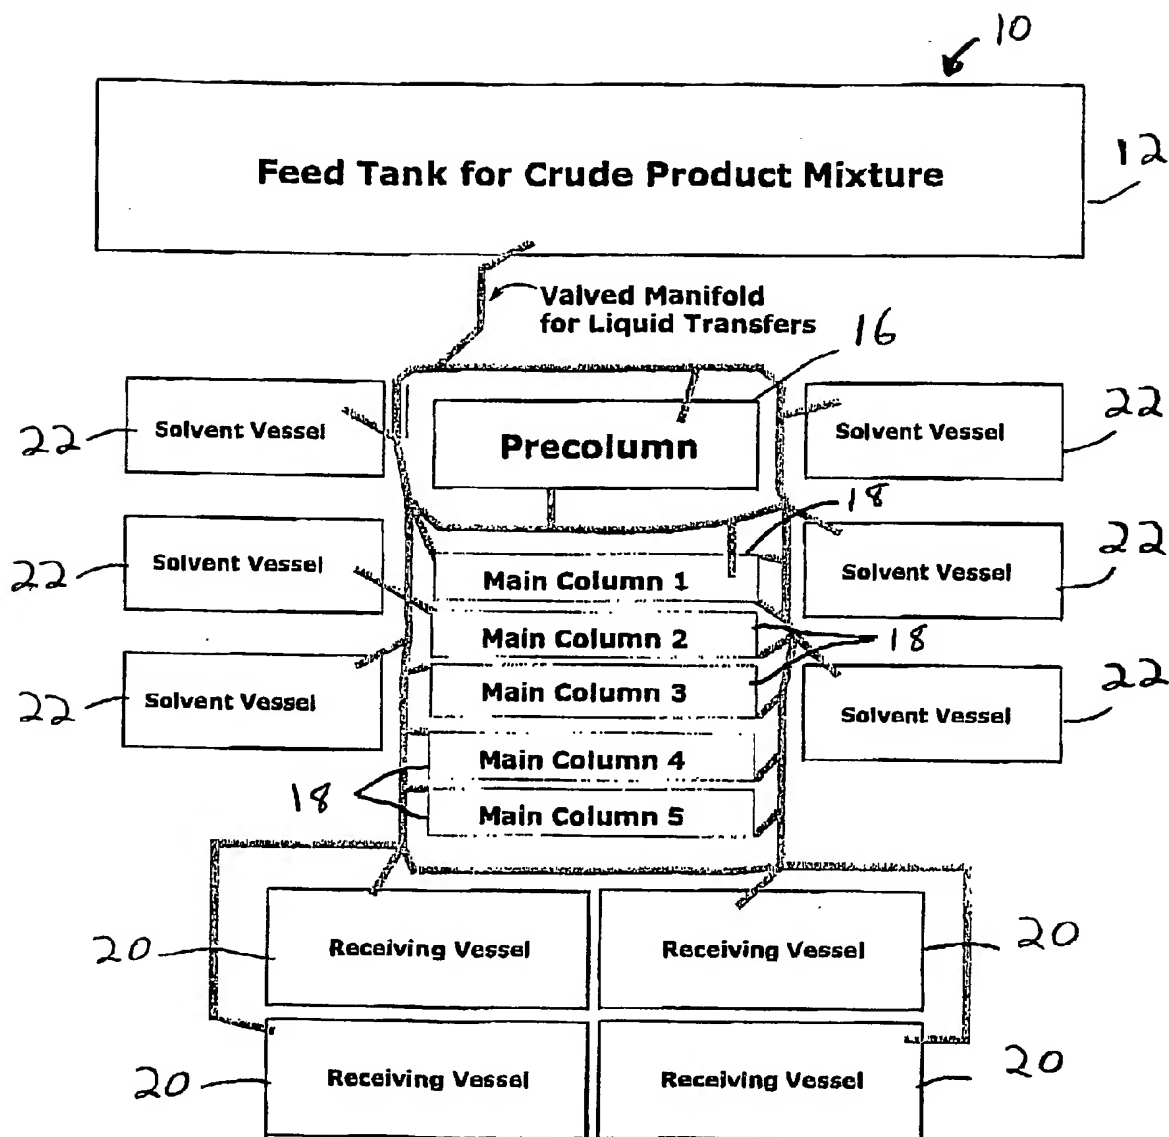 10
Feed Tank for Crude Product Mixture
12
Valved Manifold
for Liquid Transfers
16
22
Solvent Vessel
Precolumn
Solvent Vessel
22
18
22
Solvent Vessel
Main Column 1
Solvent Vessel
22
Main Column 2
18
22
Solvent Vessel
Main Column 3
Solvent Vessel
22
Main Column 4
18
Main Column 5
20
Receiving Vessel
Receiving Vessel
20
20
Receiving Vessel
Receiving Vessel
20